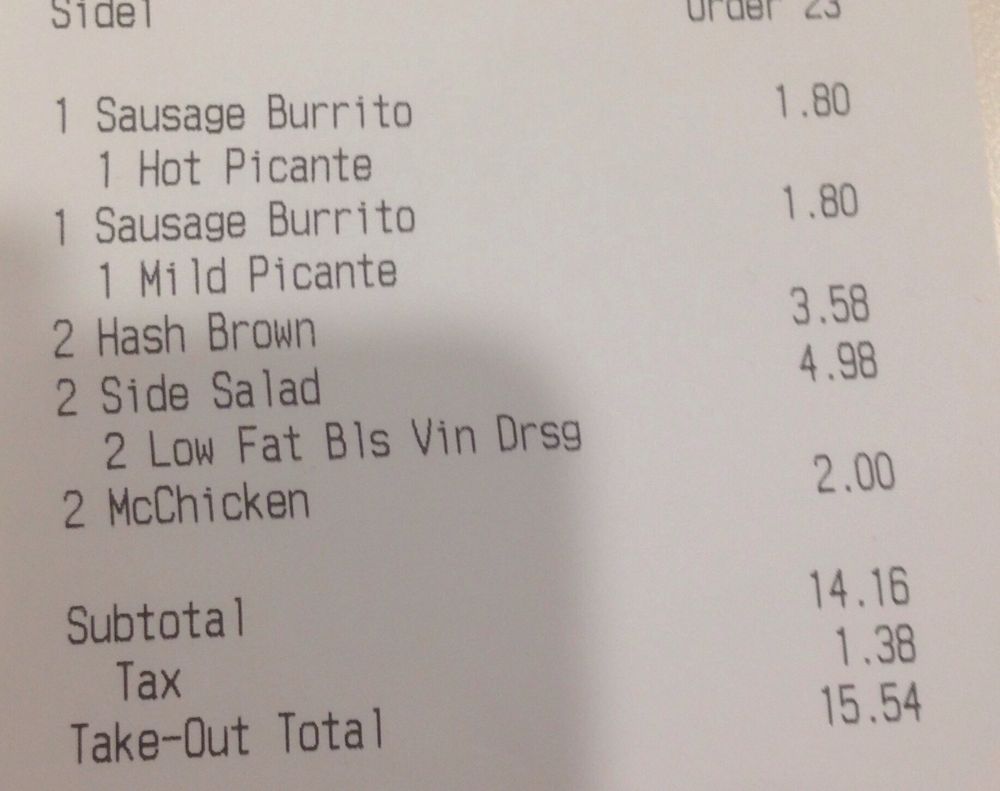 Side1 Order 23
1 Sausage Burrito 1.80
1 Hot Picante
1 Sausage Burrito 1.80
1 Mild Picante
2 Hash Brown 3.58
2 Side Salad 4.98
2 Low Fat Bls Vin Drsg
2 McChicken 2.00
Subtotal 14.16
Tax 1.38
Take-Out Total 15.54